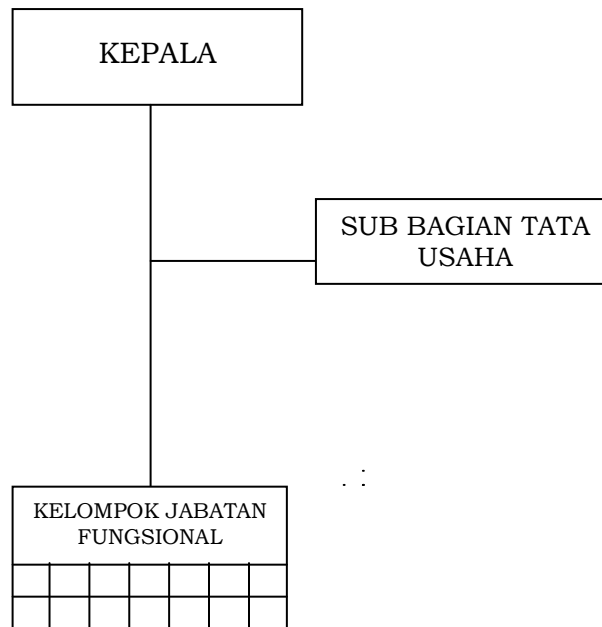 KEPALA
SUB BAGIAN TATA
USAHA
KELOMPOK JABATAN
FUNGSIONAL